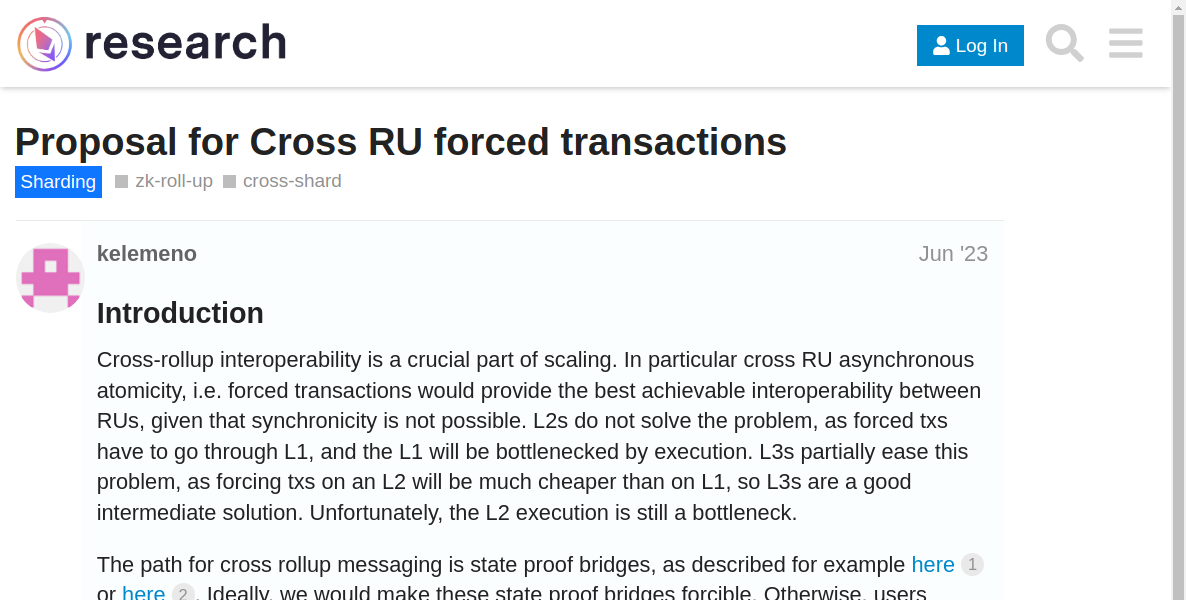 research
Log In
Proposal for Cross RU forced transactions
Sharding zk-roll-up cross-shard
kelemeno Jun '23
Introduction
Cross-rollup interoperability is a crucial part of scaling. In particular cross RU asynchronous
atomicity, i.e. forced transactions would provide the best achievable interoperability between
RUs, given that synchronicity is not possible. L2s do not solve the problem, as forced txs
have to go through L1, and the L1 will be bottlenecked by execution. L3s partially ease this
problem, as forcing txs on an L2 will be much cheaper than on L1, so L3s are a good
intermediate solution. Unfortunately, the L2 execution is still a bottleneck.
The path for cross rollup messaging is state proof bridges, as described for example here 1
or here 2. Ideally, we would make these state proof bridges forcible. Otherwise, users